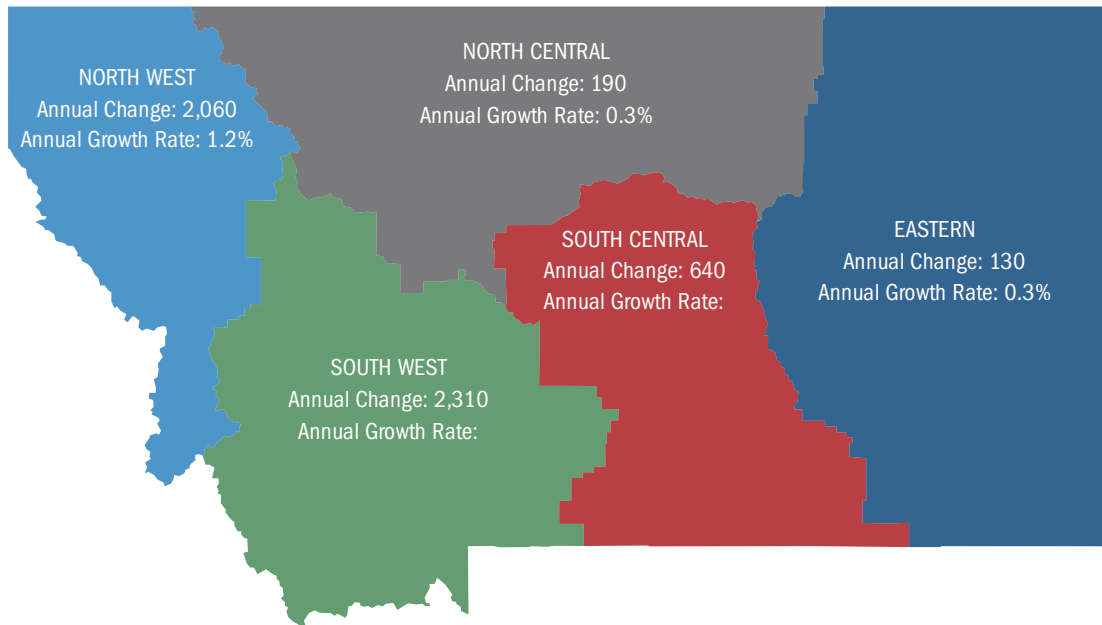 NORTH WEST
Annual Change: 2,060
Annual Growth Rate: 1.2%
NORTH CENTRAL
Annual Change: 190
Annual Growth Rate: 0.3%
EASTERN
Annual Change: 130
Annual Growth Rate: 0.3%
SOUTH CENTRAL
Annual Change: 640
Annual Growth Rate:
SOUTH WEST
Annual Change: 2,310
Annual Growth Rate: